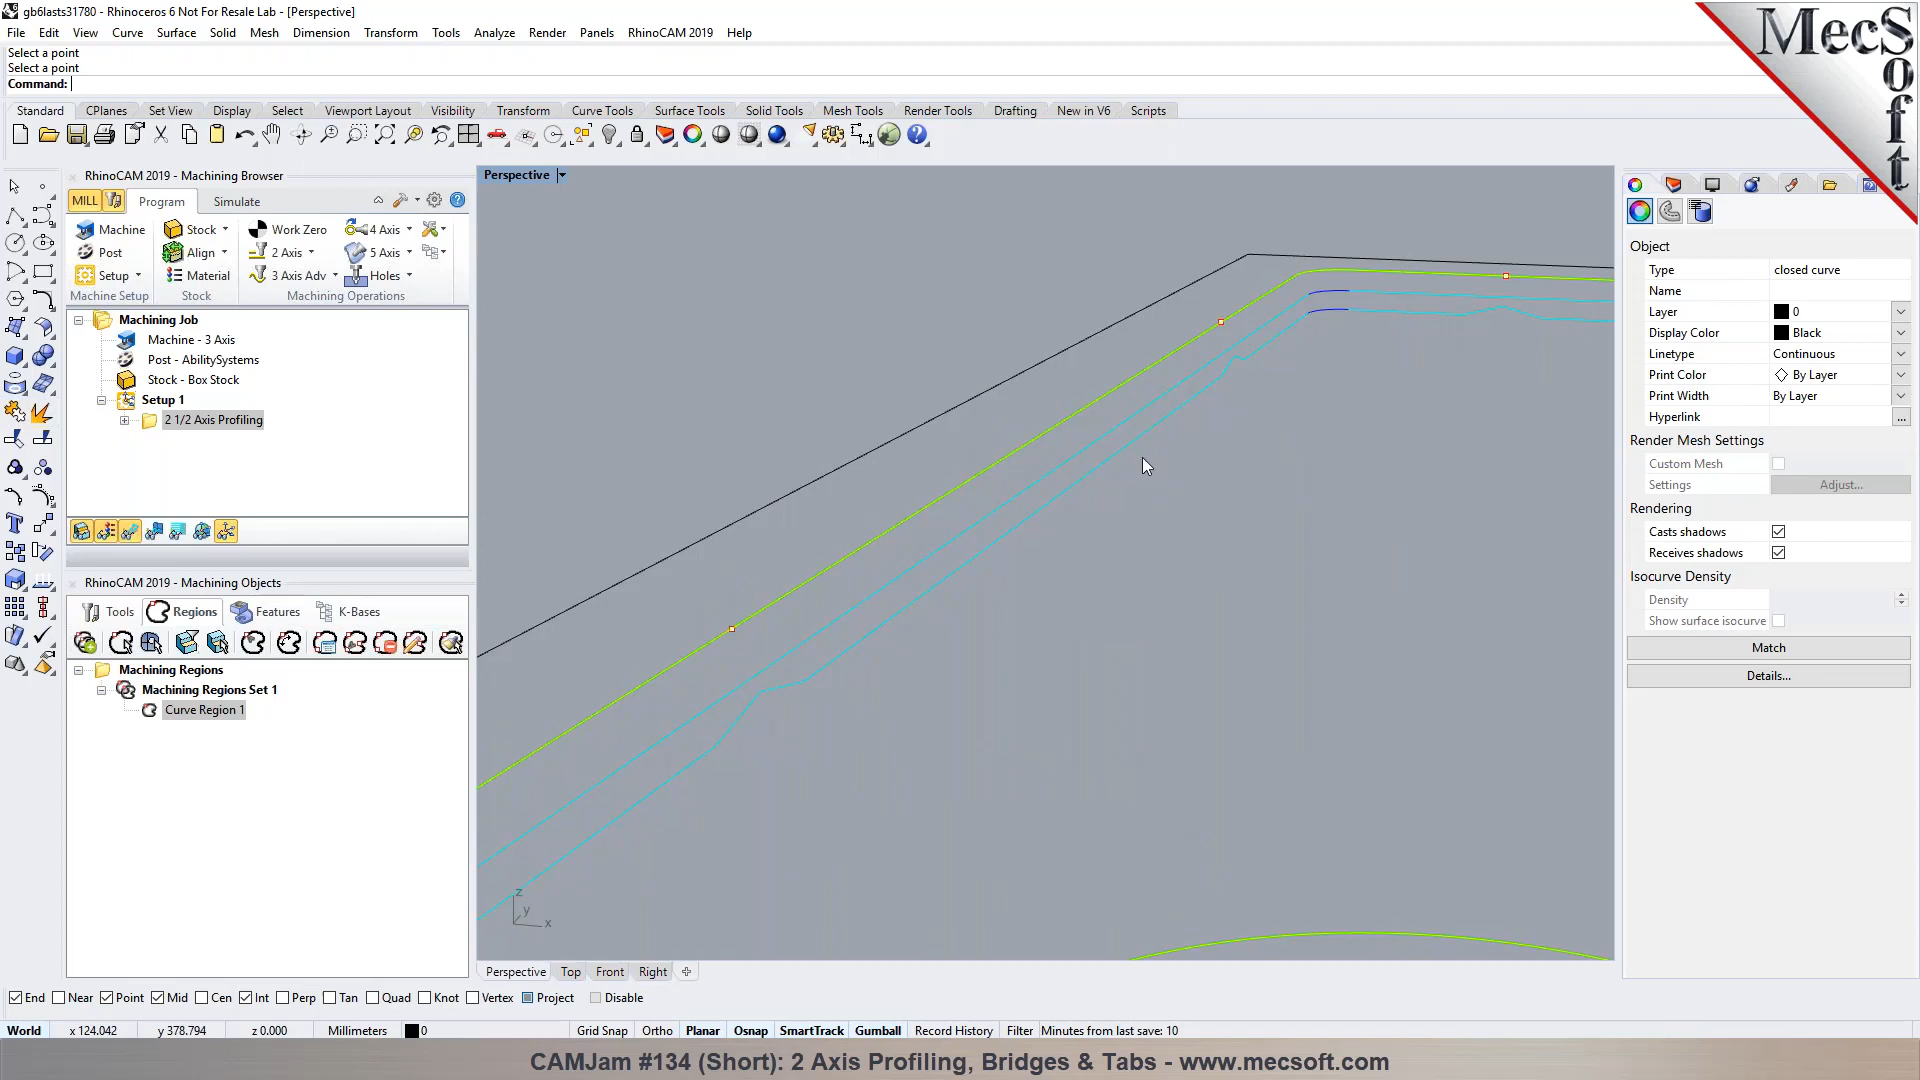 gb6lasts31780 - Rhinoceros 6 Not For Resale Lab - [Perspective]
MecSoft
File Edit View Curve Surface Solid Mesh Dimension Transform Tools Analyze Render Panels RhinoCAM 2019 Help
Select a point
Select a point
Command:
Standard CPlanes Set View Display Select Viewport Layout Visibility Transform Curve Tools Surface Tools Solid Tools Mesh Tools Render Tools Drafting New in V6 Scripts
RhinoCAM 2019 - Machining Browser
MILL Program Simulate
Machine Stock Work Zero 4 Axis
Post Align 2 Axis 5 Axis
Setup Material 3 Axis Adv Holes
Machine Setup Stock Machining Operations
Machining Job
Machine - 3 Axis
Post - AbilitySystems
Stock - Box Stock
Setup 1
2 1/2 Axis Profiling
RhinoCAM 2019 - Machining Objects
Tools Regions Features K-Bases
Machining Regions
Machining Regions Set 1
Curve Region 1
Perspective
z
y
x
Perspective Top Front Right
Object
Type closed curve
Name
Layer 0
Display Color Black
Linetype Continuous
Print Color By Layer
Print Width By Layer
Hyperlink ...
Render Mesh Settings
Custom Mesh
Settings Adjust...
Rendering
Casts shadows
Receives shadows
Isocurve Density
Density
Show surface isocurve
Match
Details...
End Near Point Mid Cen Int Perp Tan Quad Knot Vertex Project Disable
World x 124.042 y 378.794 z 0.000 Millimeters 0 Grid Snap Ortho Planar Osnap SmartTrack Gumball Record History Filter Minutes from last save: 10
CAMJam #134 (Short): 2 Axis Profiling, Bridges & Tabs - www.mecsoft.com